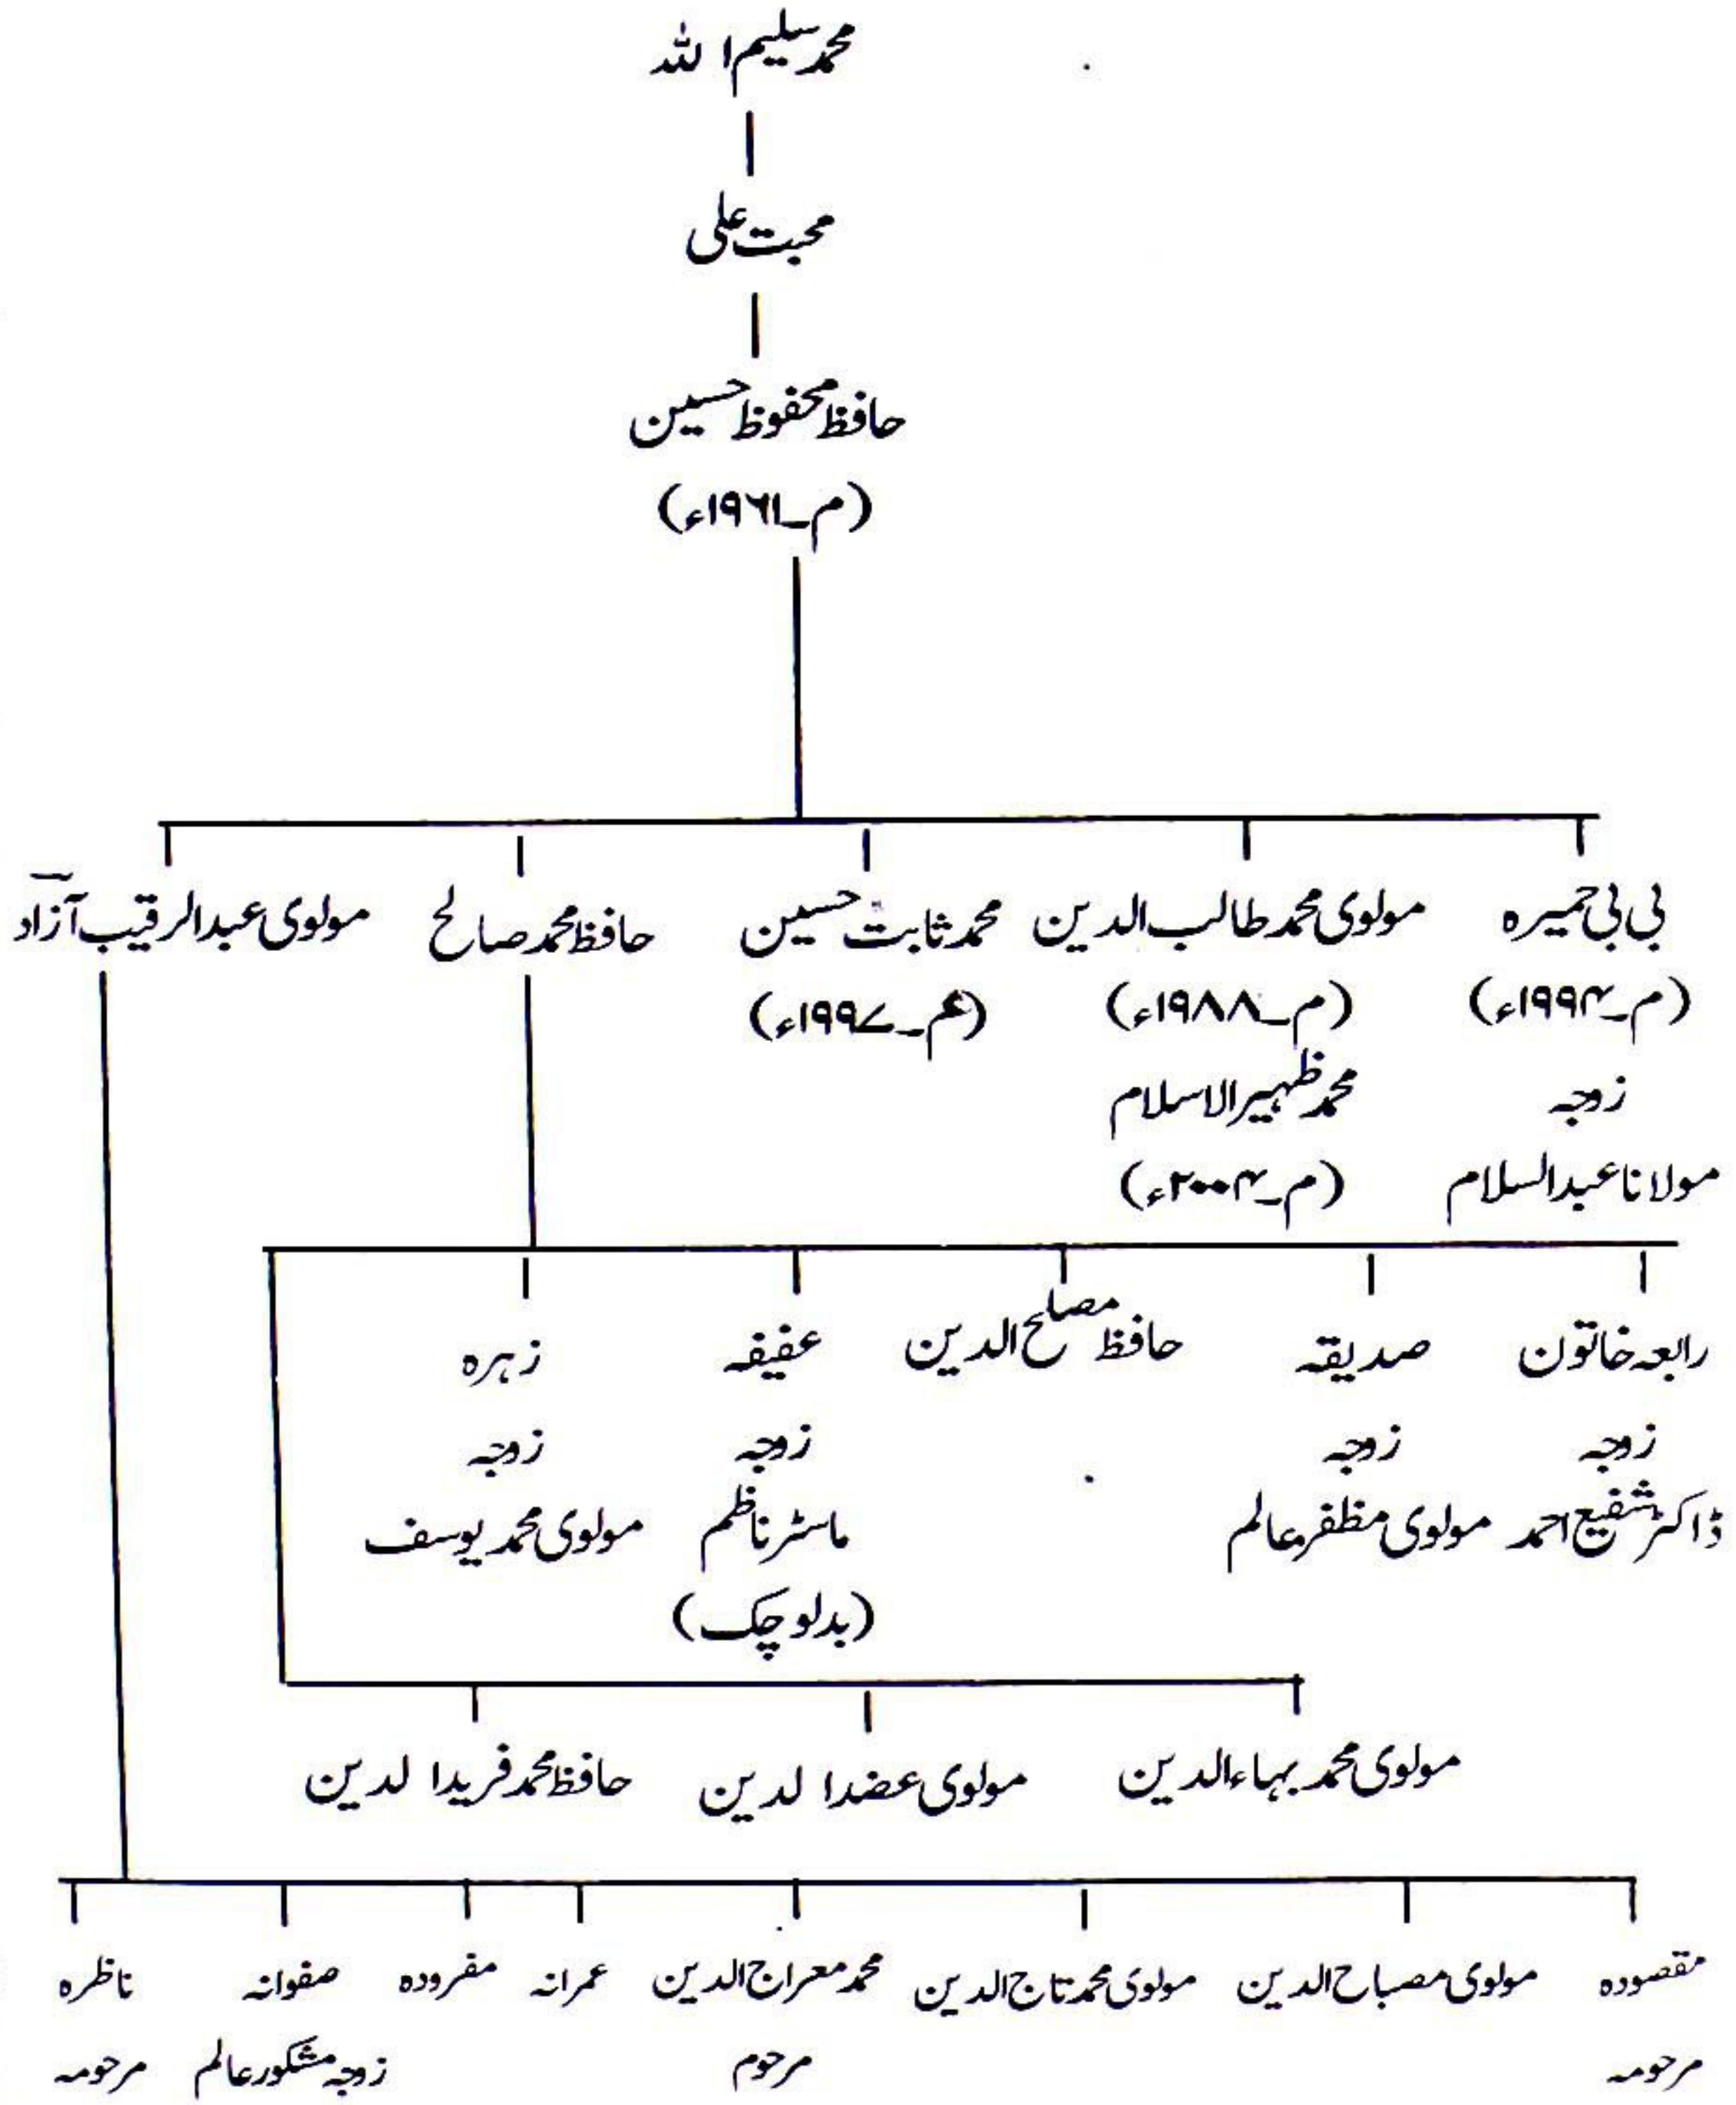 محمد سلیم اللہ
محبت علی
حافظ محفوظ حسین
(م۔۱۹۶۱ء)
بی بی حمیرہ مولوی محمد طالب الدین محمد ثابت حسین حافظ محمد صالح مولوی عبدالرقیب آزاد
(م۔۱۹۹۴ء) (م۔۱۹۸۸ء) (م۔۱۹۹۷ء)
زوجہ محمد ظہیر الاسلام
مولانا عبدالسلام (م۔۲۰۰۴ء)
رابعہ خاتون صدیقہ حافظ مصلح الدین عفیفہ زہرہ
زوجہ زوجہ زوجہ زوجہ
ڈاکٹر شفیع احمد مولوی مظفر عالم ماسٹر ناظم مولوی محمد یوسف
(بدلو چک)
مولوی محمد بہاءالدین مولوی عضد الدین حافظ محمد فرید الدین
مقصودہ مولوی مصباح الدین مولوی محمد تاج الدین محمد معراج الدین عمرانہ مفرودہ صفوانہ ناظرہ
مرحومہ مرحوم زوجہ مشکور عالم مرحومہ